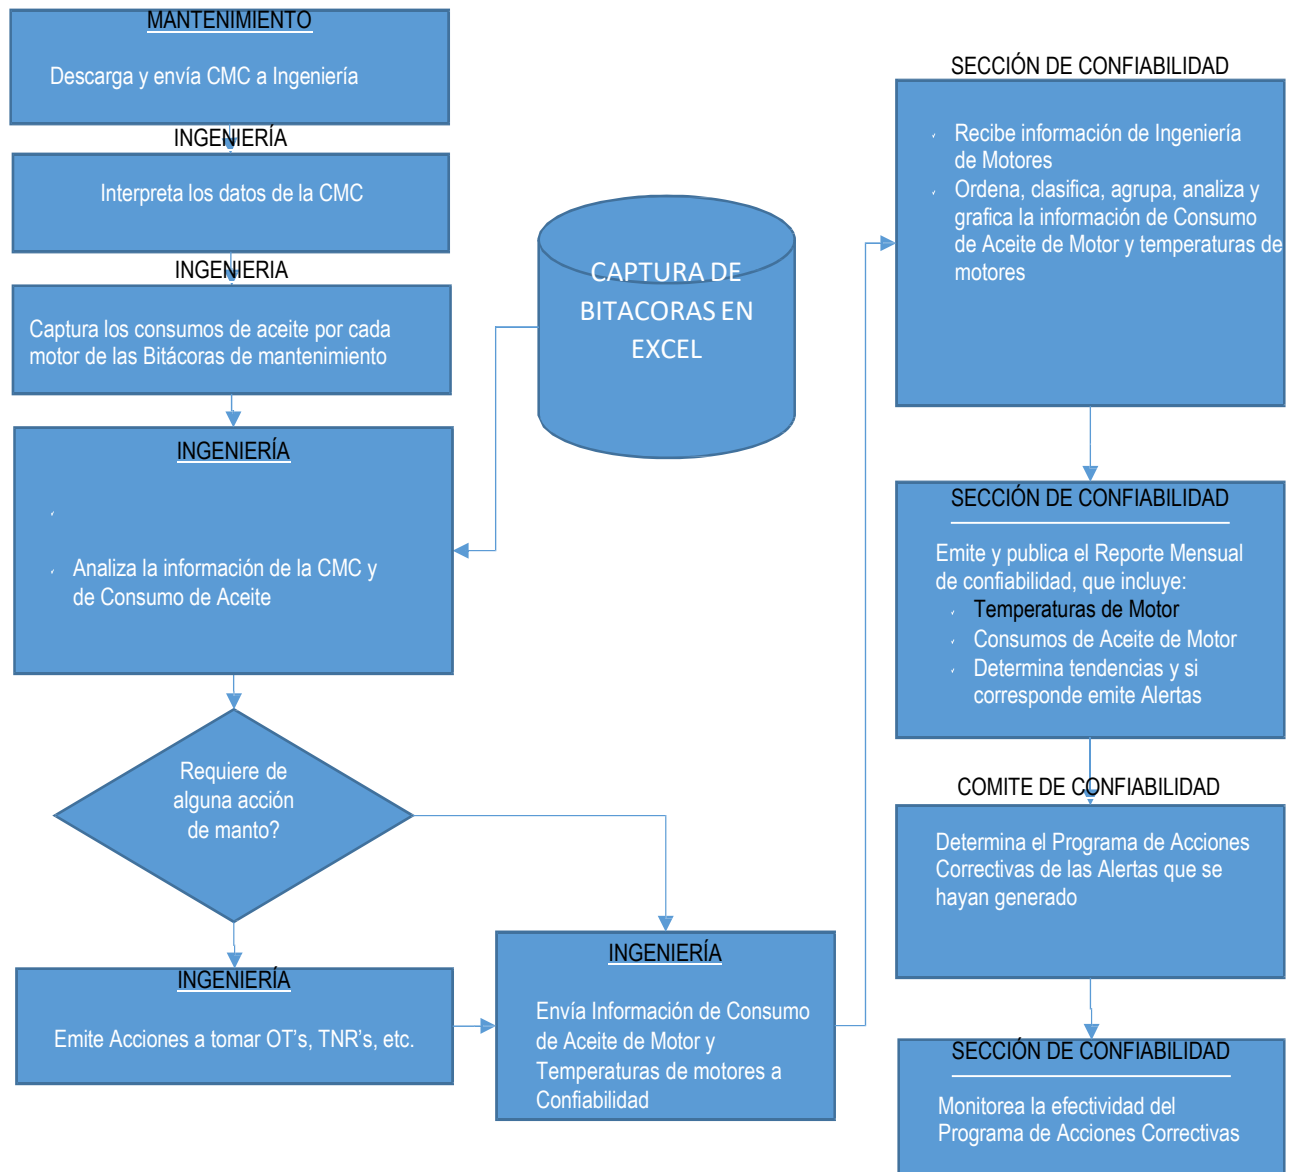 MANTENIMIENTO
Descarga y envía CMC a Ingeniería
INGENIERÍA
Interpreta los datos de la CMC
INGENIERIA
Captura los consumos de aceite por cada
motor de las Bitácoras de mantenimiento
INGENIERÍA
Analiza la información de la CMC y
de Consumo de Aceite
CAPTURA DE
BITACORAS EN
EXCEL
Requiere de
alguna acción
de manto?
INGENIERÍA
Emite Acciones a tomar OT’s, TNR’s, etc.
INGENIERÍA
Envía Información de Consumo
de Aceite de Motor y
Temperaturas de motores a
Confiabilidad
SECCIÓN DE CONFIABILIDAD
Recibe información de Ingeniería
de Motores
Ordena, clasifica, agrupa, analiza y
grafica la información de Consumo
de Aceite de Motor y temperaturas de
motores
SECCIÓN DE CONFIABILIDAD
Emite y publica el Reporte Mensual
de confiabilidad, que incluye:
Temperaturas de Motor
Consumos de Aceite de Motor
Determina tendencias y si
corresponde emite Alertas
COMITE DE CONFIABILIDAD
Determina el Programa de Acciones
Correctivas de las Alertas que se
hayan generado
SECCIÓN DE CONFIABILIDAD
Monitorea la efectividad del
Programa de Acciones Correctivas